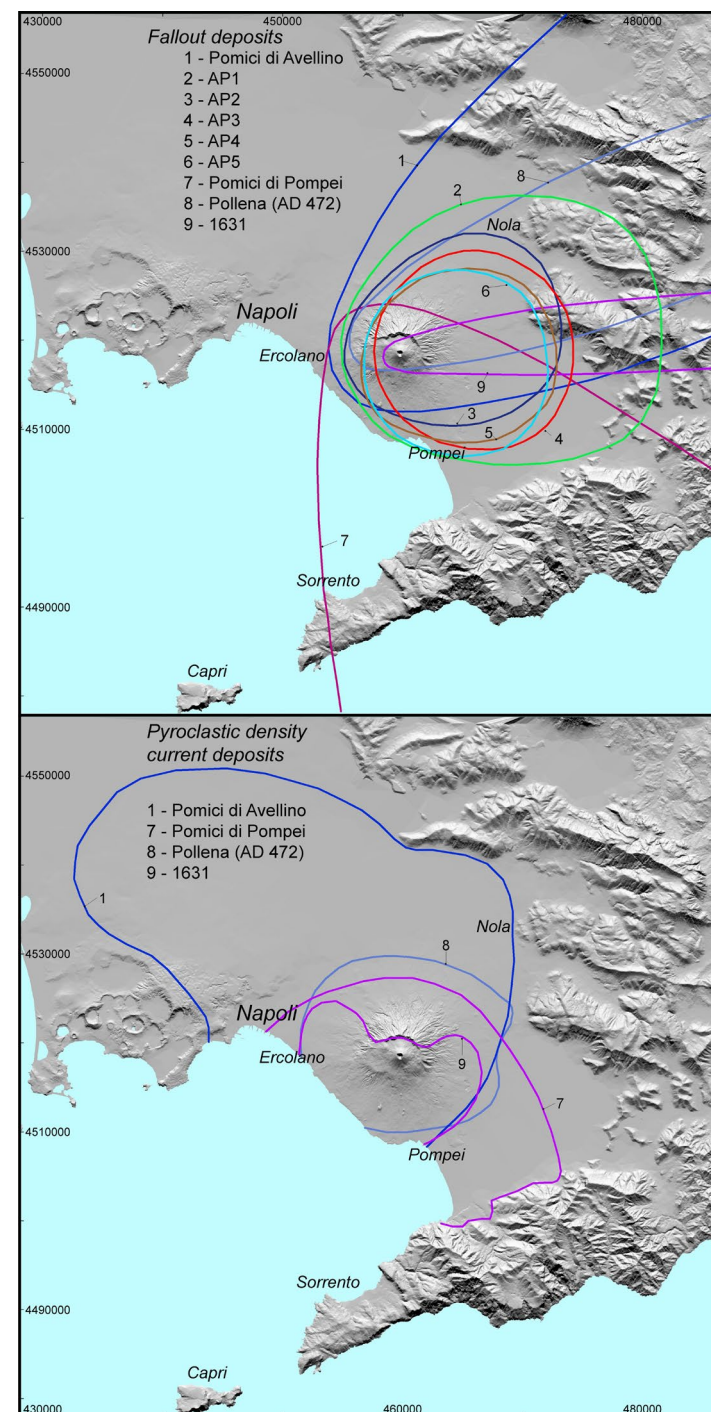 430000
450000
480000
4550000
Fallout deposits
1 - Pomici di Avellino
2 - AP1
3 - AP2
4 - AP3
5 - AP4
6 - AP5
7 - Pomici di Pompei
8 - Pollena (AD 472)
9 - 1631
1
8
2
Nola
4530000
6
Napoli
Ercolano
9
3
4510000
5
4
Pompei
7
Sorrento
4490000
Capri
Pyroclastic density
current deposits
4550000
1 - Pomici di Avellino
7 - Pomici di Pompei
8 - Pollena (AD 472)
9 - 1631
1
Nola
4530000
8
Napoli
Ercolano
9
7
4510000
Pompei
Sorrento
4490000
Capri
430000
460000
480000